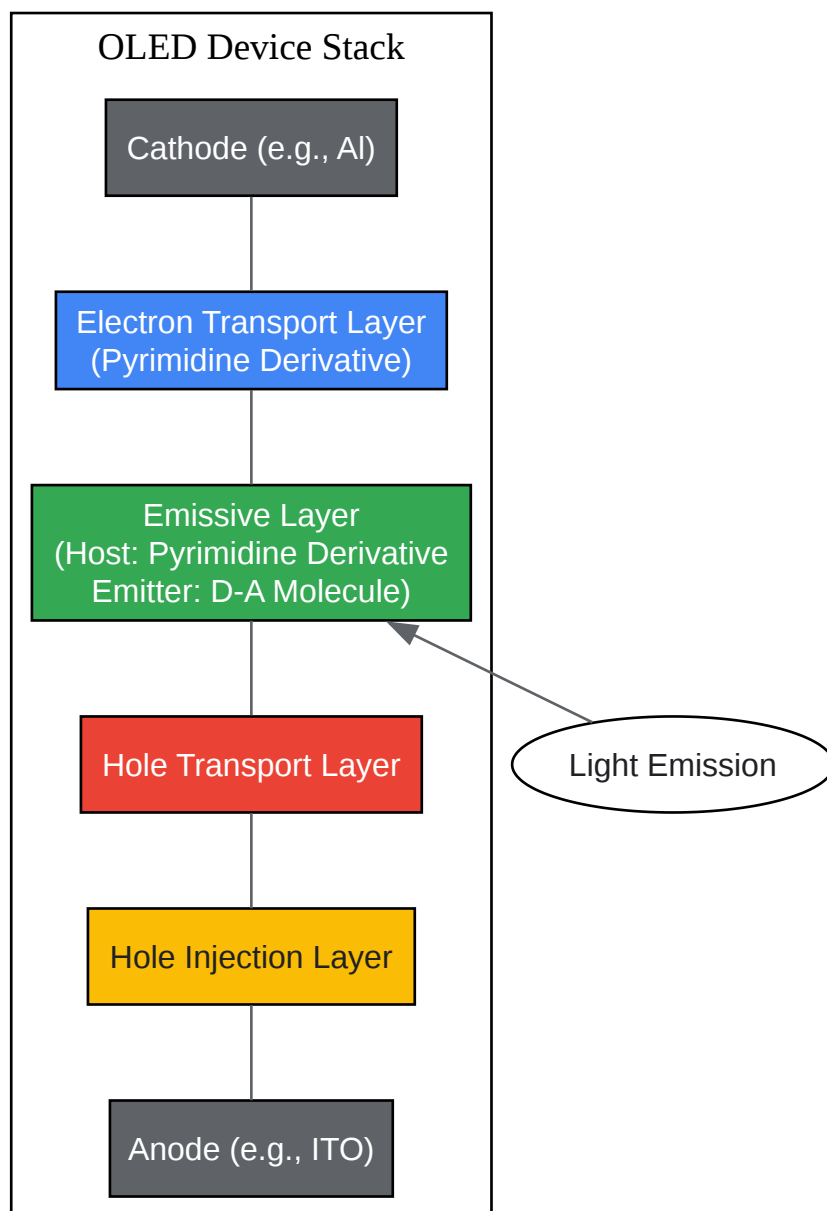 OLED Device Stack
Cathode (e.g., Al)
Electron Transport Layer
(Pyrimidine Derivative)
Emissive Layer
(Host: Pyrimidine Derivative
Emitter: D-A Molecule)
Hole Transport Layer
Light Emission
Hole Injection Layer
Anode (e.g., ITO)